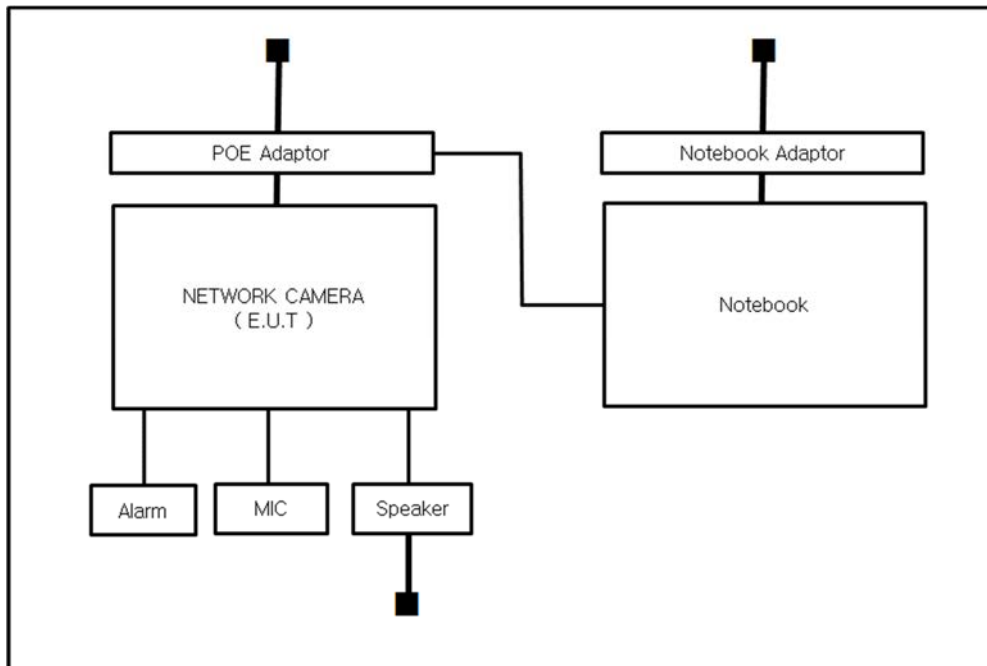 POE Adaptor
Notebook Adaptor
NETWORK CAMERA
( E.U.T )
Notebook
Alarm
MIC
Speaker